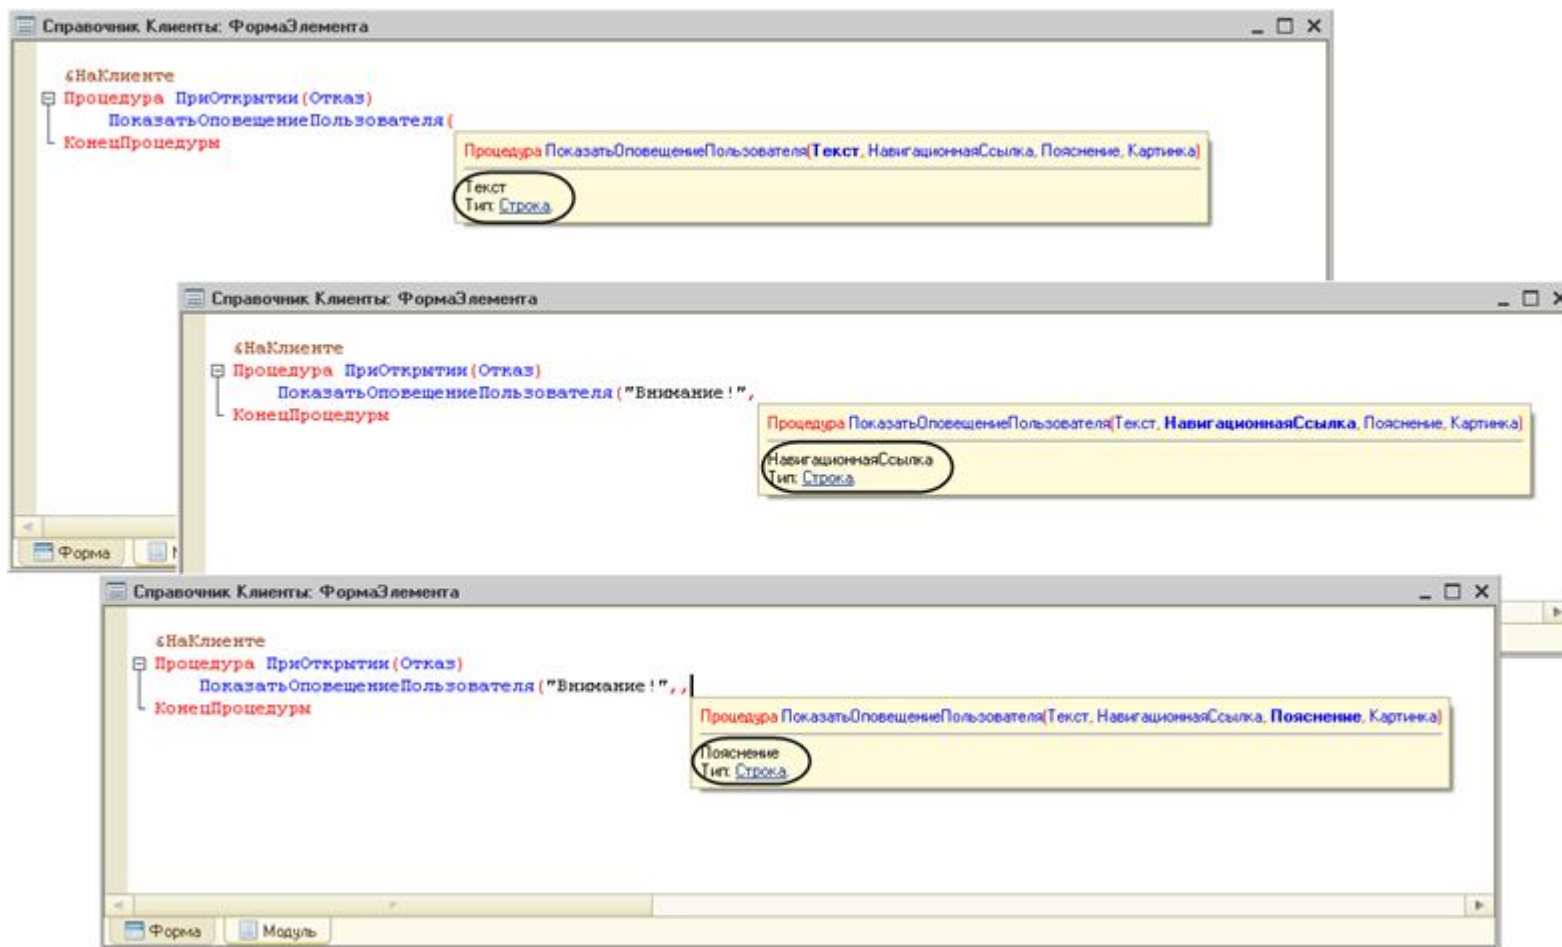 Справочник Клиенты: ФормаЭлемента
&НаКлиенте
Процедура ПриОткрытии(Отказ)
ПоказатьОповещениеПользователя(
КонецПроцедуры
Процедура ПоказатьОповещениеПользователя(Текст, НавигационнаяСсылка, Пояснение, Картинка)
Текст
Тип: Строка.
Справочник Клиенты: ФормаЭлемента
&НаКлиенте
Процедура ПриОткрытии(Отказ)
ПоказатьОповещениеПользователя("Внимание!",
КонецПроцедуры
Процедура ПоказатьОповещениеПользователя(Текст, НавигационнаяСсылка, Пояснение, Картинка)
НавигационнаяСсылка
Тип: Строка.
Форма
Справочник Клиенты: ФормаЭлемента
&НаКлиенте
Процедура ПриОткрытии(Отказ)
ПоказатьОповещениеПользователя("Внимание!",,
КонецПроцедуры
Процедура ПоказатьОповещениеПользователя(Текст, НавигационнаяСсылка, Пояснение, Картинка)
Пояснение
Тип: Строка.
Форма Модуль